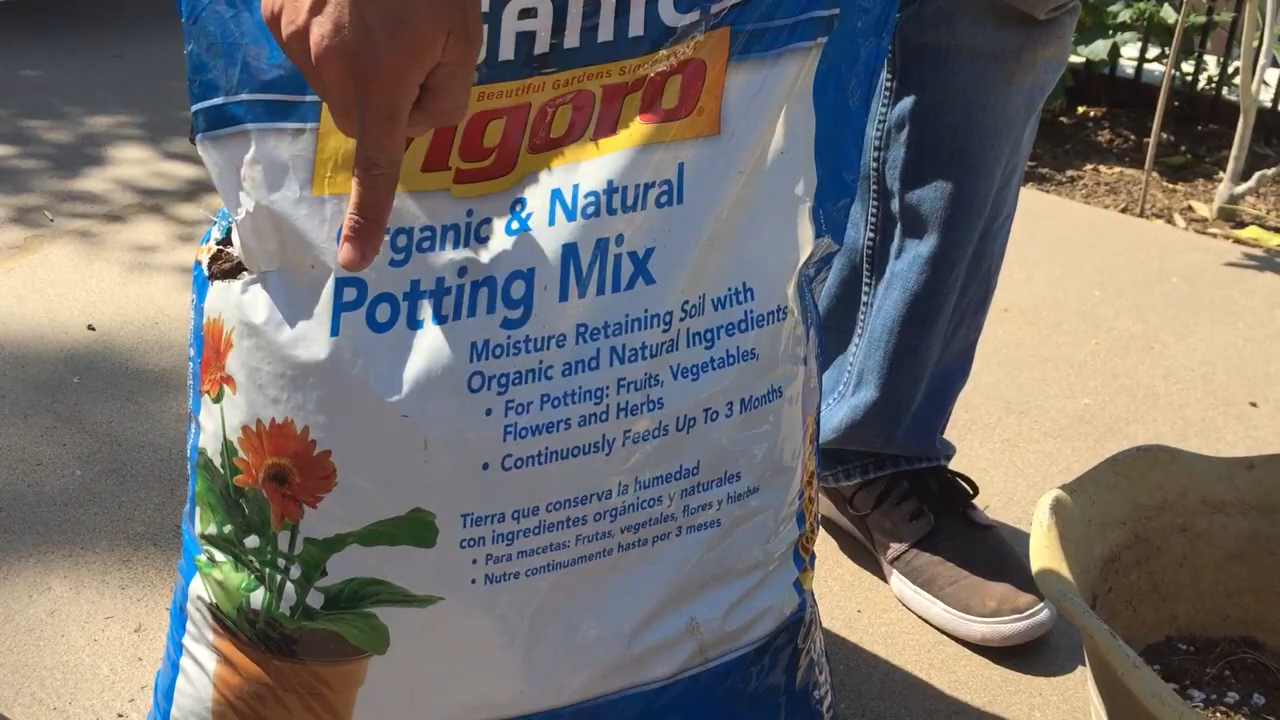 Beautiful Gardens
Organic & Natural
Potting Mix
Moisture Retaining Soil with
Organic and Natural Ingredients
• For Potting: Fruits, Vegetables,
Flowers and Herbs
• Continuously Feeds Up To 3 Months
Tierra que conserva la humedad
con ingredientes orgánicos y naturales
• Para macetas: Frutas, vegetales, flores y hierbas
• Nutre continuamente hasta por 3 meses